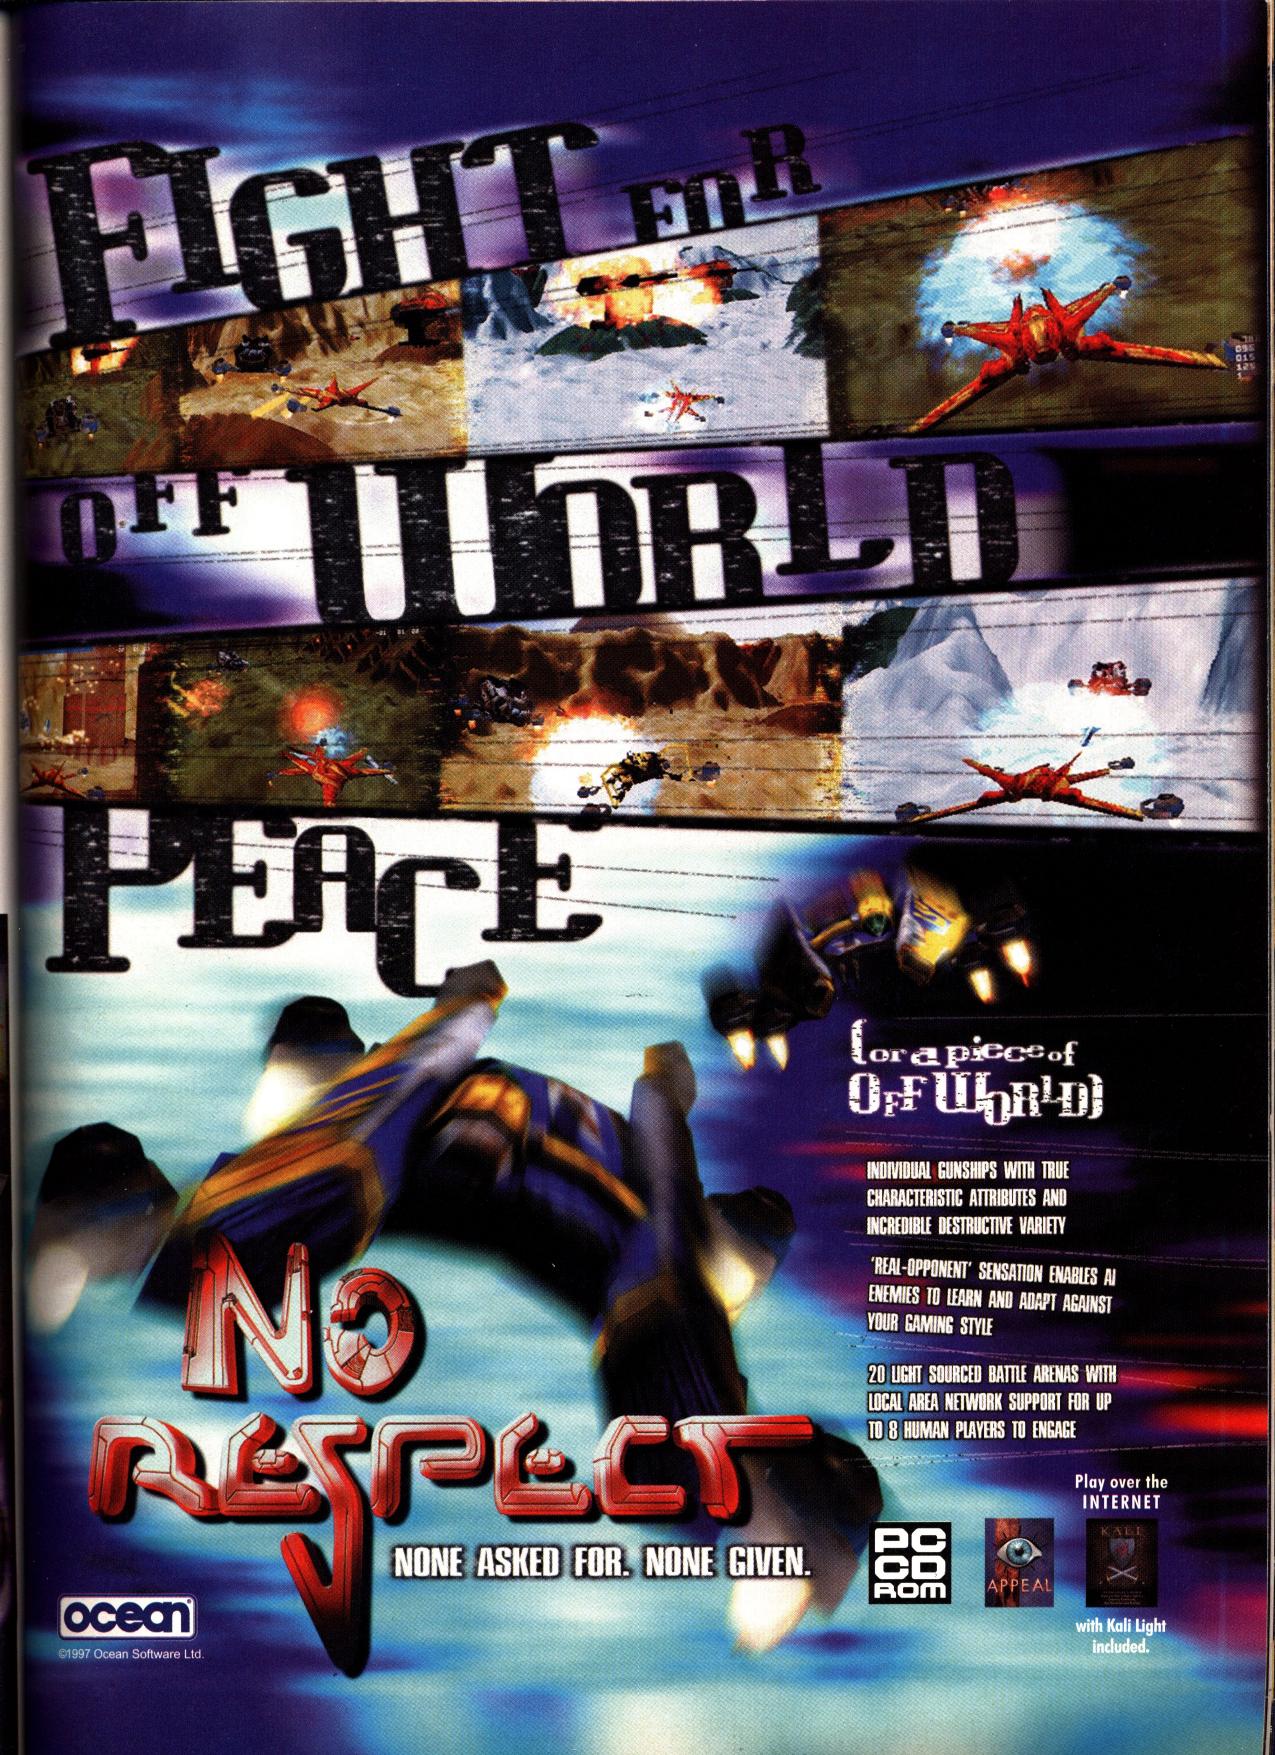 FIGHT FOR
OFF WORLD
PEACE
(or a piece of
OFF WORLD)
INDIVIDUAL GUNSHIPS WITH TRUE
CHARACTERISTIC ATTRIBUTES AND
INCREDIBLE DESTRUCTIVE VARIETY
'REAL-OPPONENT' SENSATION ENABLES AI
ENEMIES TO LEARN AND ADAPT AGAINST
YOUR GAMING STYLE
20 LIGHT SOURCED BATTLE ARENAS WITH
LOCAL AREA NETWORK SUPPORT FOR UP
TO 8 HUMAN PLAYERS TO ENGAGE
NO
RESPECT
NONE ASKED FOR. NONE GIVEN.
Play over the
INTERNET
PC
CD
ROM
APPEAL
KALI
with Kali Light
included.
ocean
©1997 Ocean Software Ltd.